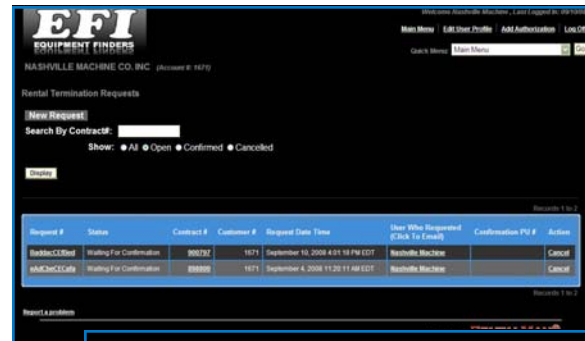 Welcome Nashville Machine , Last Logged In: 09/10/
EFI
EQUIPMENT FINDERS
Main Menu Edit User Profile Add Authorization Log Off
Quick Menu: Main Menu Go
NASHVILLE MACHINE CO. INC (Account #: 1671)
Rental Termination Requests
New Request
Search By Contract#:
Show: All Open Confirmed Cancelled
Display
Records 1 to 2
Request # Status Contract # Customer # Request Date Time User Who Requested (Click To Email) Confirmation PU # Action
Waiting For Confirmation 900797 1671 September 10, 2008 4:01:18 PM EDT Nashville Machine Cancel
Waiting For Confirmation 1671 September 4, 2008 11:20:11 AM EDT Nashville Machine Cancel
Records 1 to 2
Report a problem